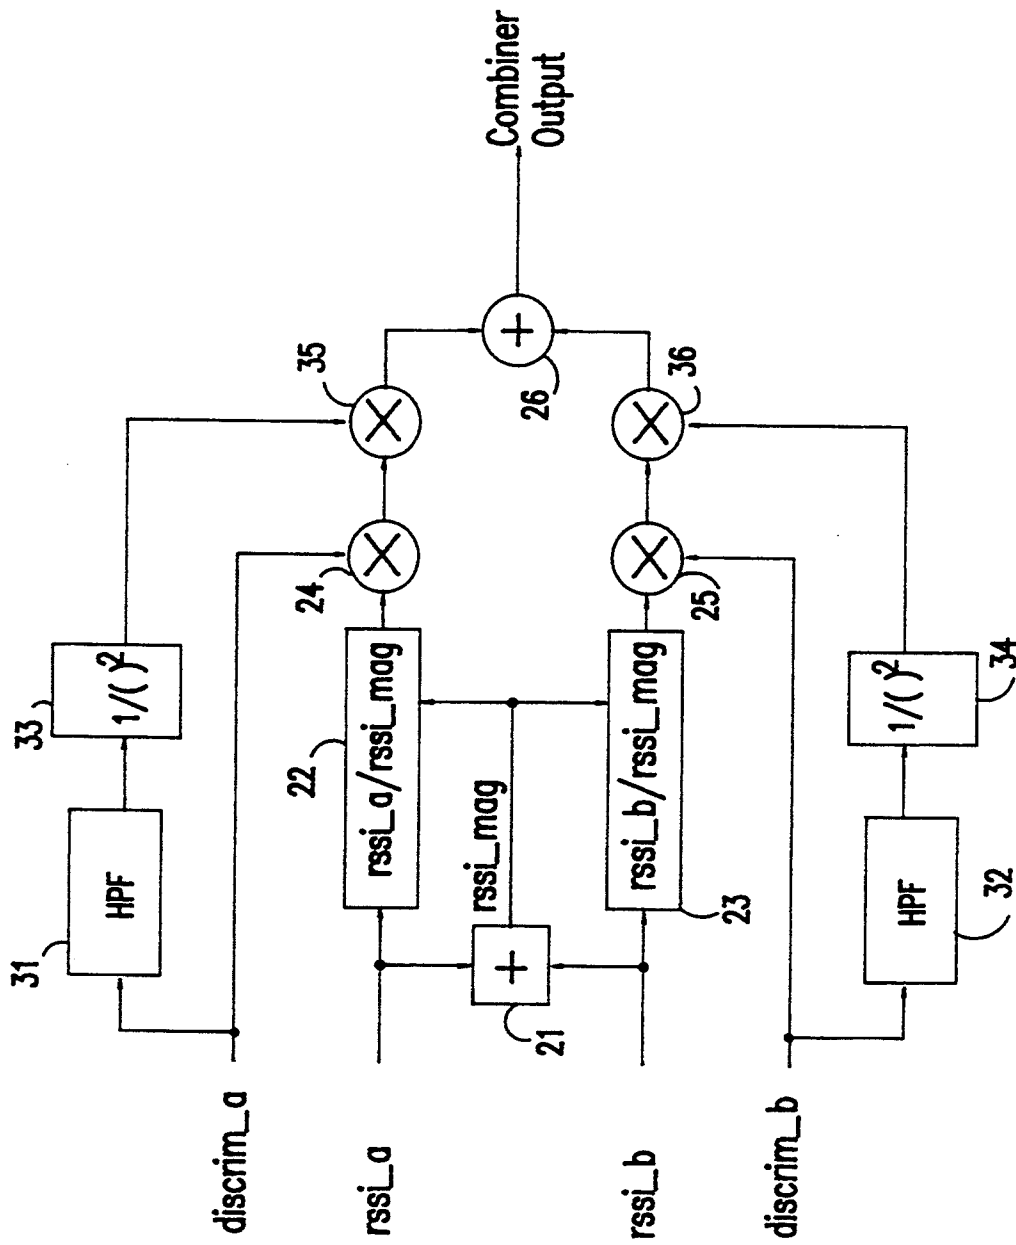 31
HPF
33
1/( )²
35
discrim_a
24
22
rssi_a/rssi_mag
rssi_a
21
+
rssi_mag
26
+
Combiner
Output
rssi_b
23
rssi_b/rssi_mag
25
36
discrim_b
32
HPF
34
1/( )²